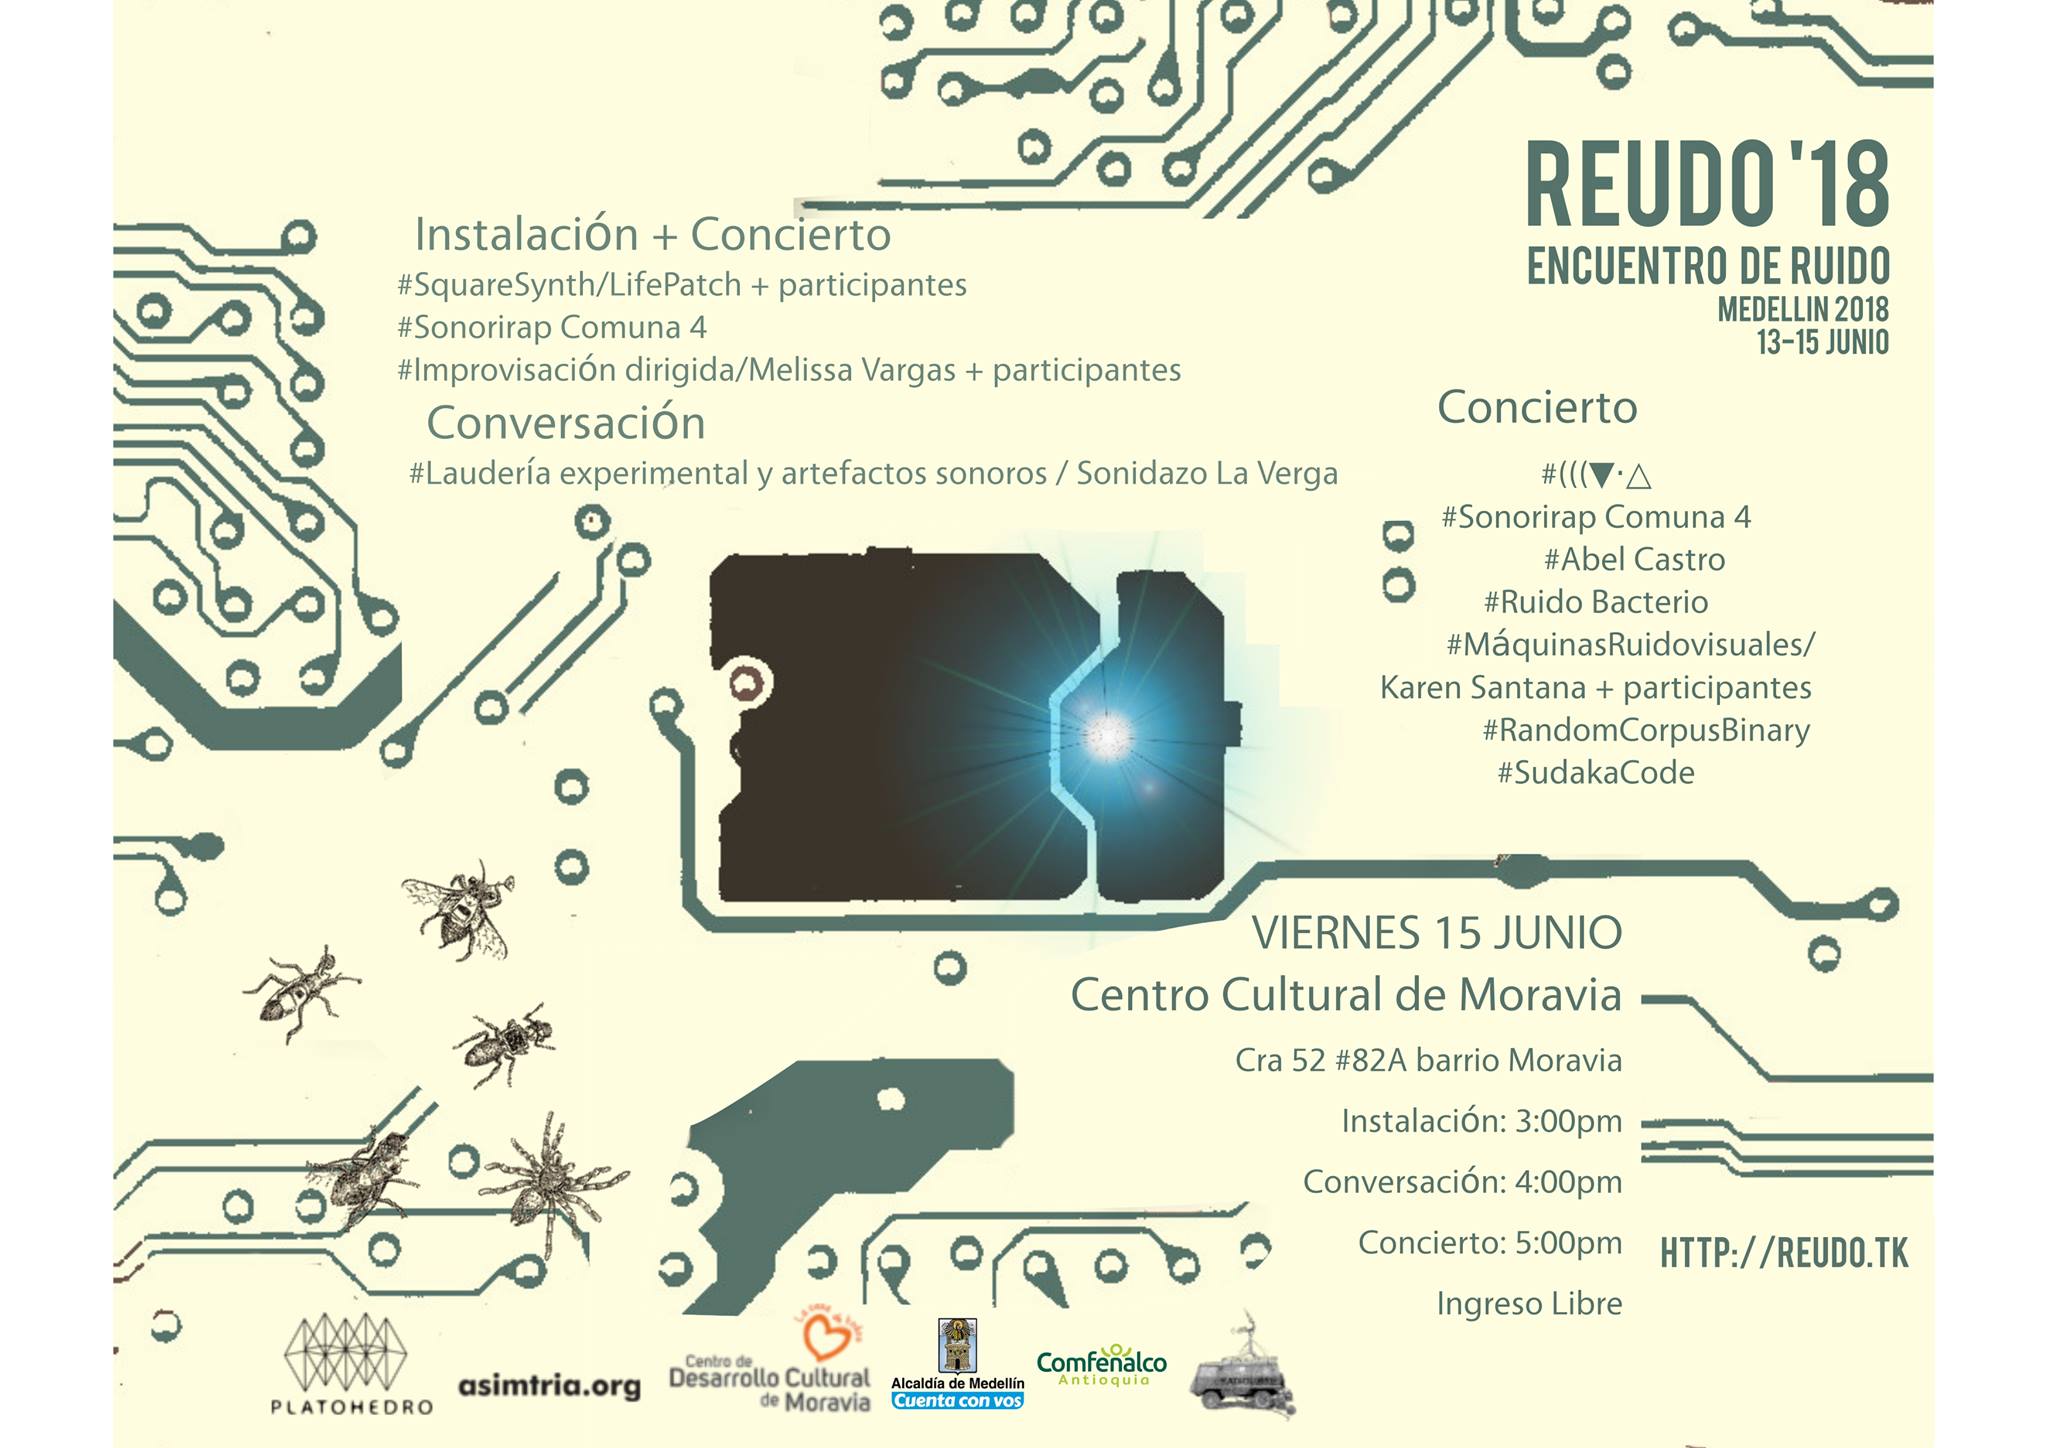 REUDO '18
ENCUENTRO DE RUIDO
MEDELLIN 2018
13-15 JUNIO
Instalación + Concierto
#SquareSynth/LifePatch + participantes
#Sonorirap Comuna 4
#Improvisación dirigida/Melissa Vargas + participantes
Conversación
#Laudería experimental y artefactos sonoros / Sonidazo La Verga
Concierto
#(((▼·△
#Sonorirap Comuna 4
#Abel Castro
#Ruido Bacterio
#MáquinasRuidovisuales/
Karen Santana + participantes
#RandomCorpusBinary
#SudakaCode
VIERNES 15 JUNIO
Centro Cultural de Moravia
Cra 52 #82A barrio Moravia
Instalación: 3:00pm
Conversación: 4:00pm
Concierto: 5:00pm
Ingreso Libre
HTTP://REUDO.TK
PLATOHEDRO
asimtria.org
La casa de todos
Centro de
Desarrollo Cultural
de Moravia
Alcaldía de Medellín
Cuenta con vos
Comfenalco
Antioquia